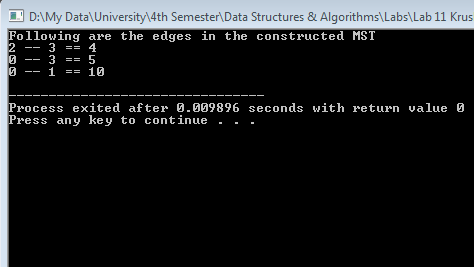 D:\My Data\University\4th Semester\Data Structures & Algorithms\Labs\Lab 11 Krus
Following are the edges in the constructed MST
2 -- 3 == 4
0 -- 3 == 5
0 -- 1 == 10
--------------------------------
Process exited after 0.009896 seconds with return value 0
Press any key to continue . . .